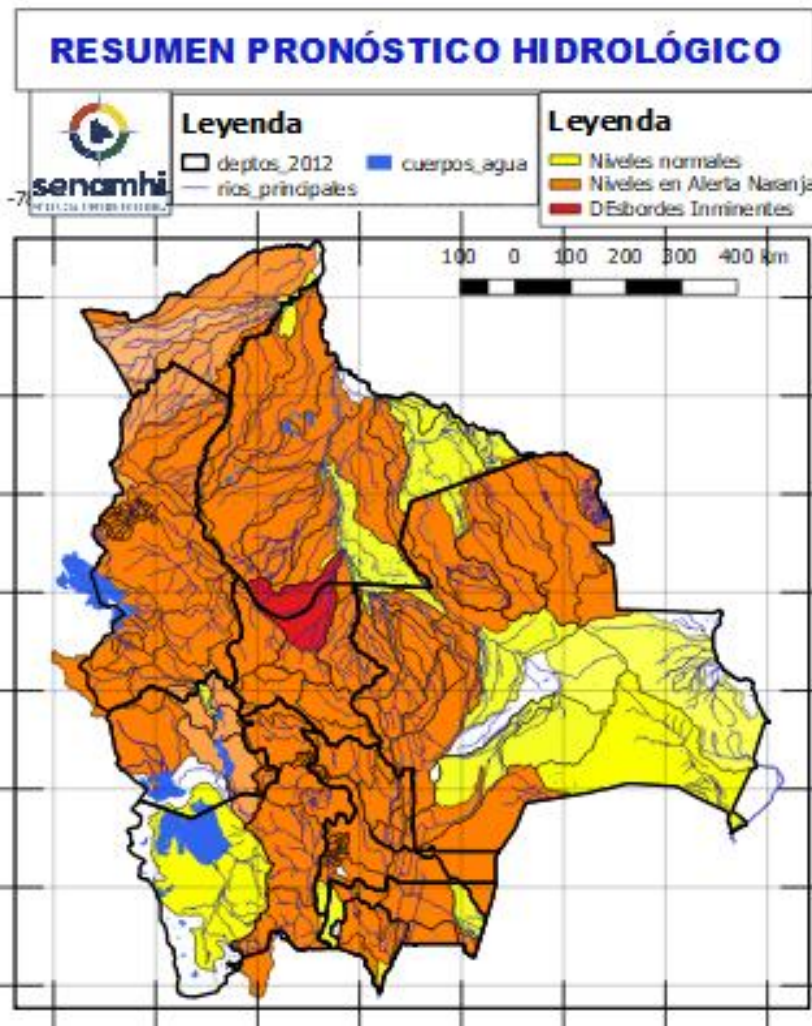 RESUMEN PRONÓSTICO HIDROLÓGICO
senamhi
Leyenda
deptos_2012
cuerpos_agua
rios_principales
Leyenda
Niveles normales
Niveles en Alerta Naranja
DEsbordes Inminentes
100 0 100 200 300 400 km